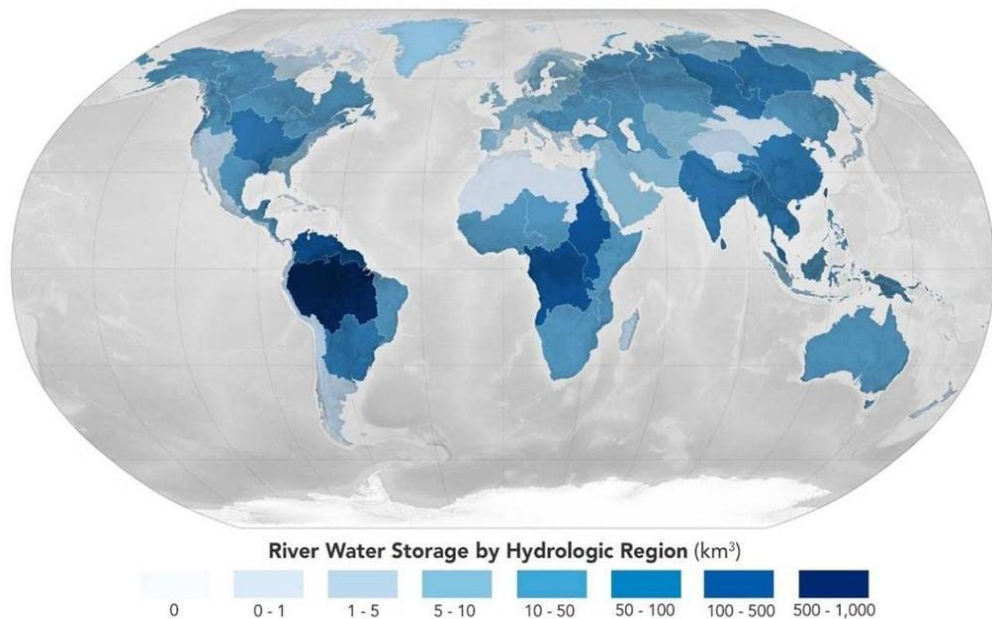 River Water Storage by Hydrologic Region (km³)
0 0 - 1 1 - 5 5 - 10 10 - 50 50 - 100 100 - 500 500 - 1,000